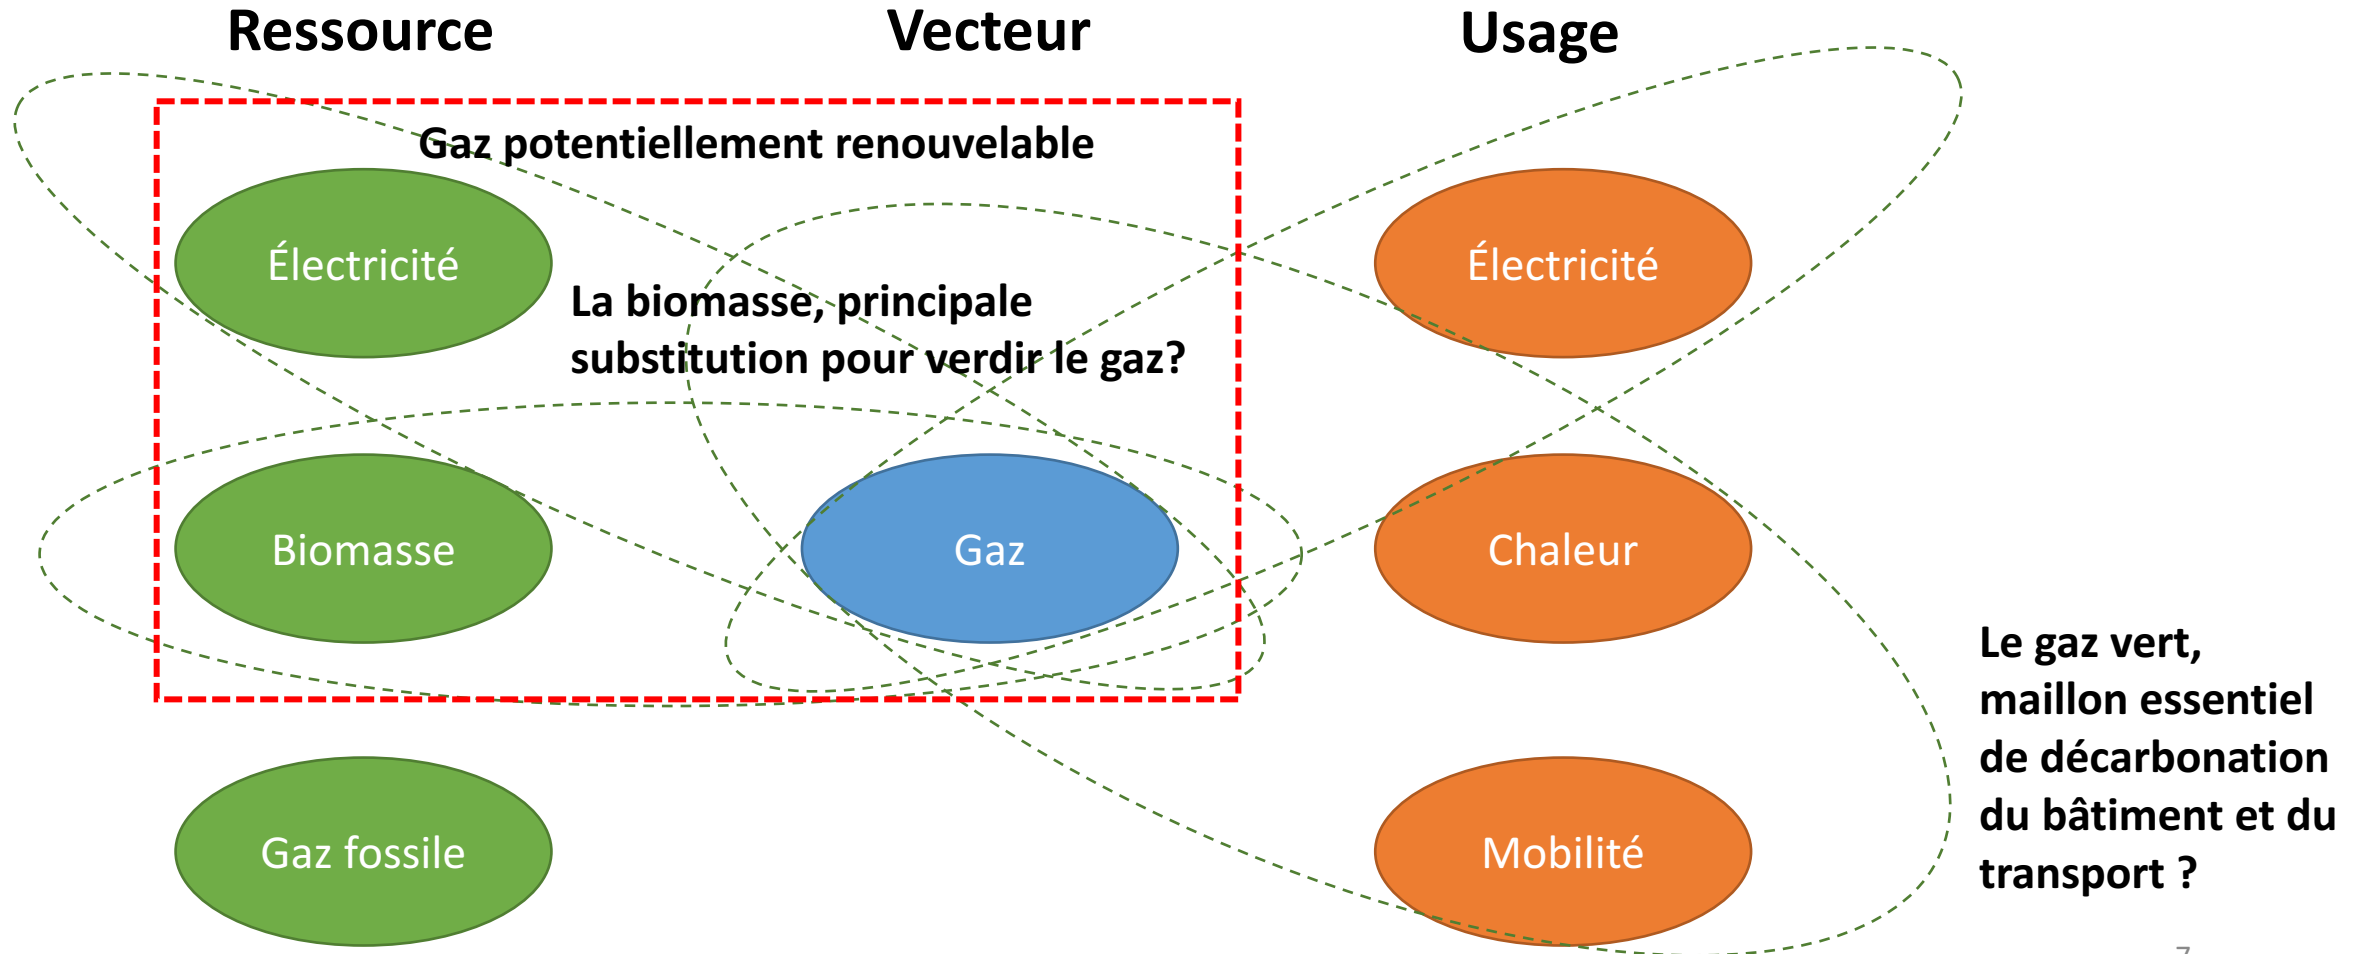 Ressource
Vecteur
Usage
Gaz potentiellement renouvelable
Électricité
Électricité
La biomasse, principale
substitution pour verdir le gaz?
Biomasse
Gaz
Chaleur
Le gaz vert,
maillon essentiel
de décarbonation
du bâtiment et du
transport ?
Gaz fossile
Mobilité
7